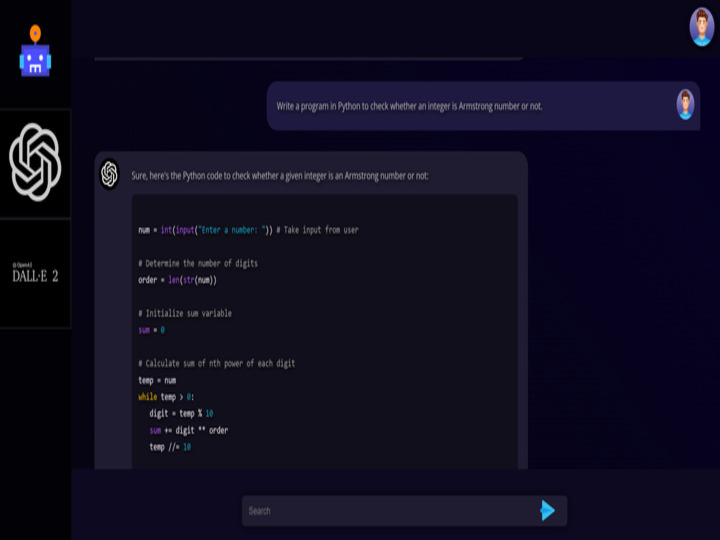 Write a program in Python to check whether an integer is Armstrong number or not.
Sure, here's the Python code to check whether a given integer is an Armstrong number or not:
num = int(input("Enter a number: ")) # Take input from user
# Determine the number of digits
order = len(str(num))
# Initialize sum variable
sum = 0
# Calculate sum of nth power of each digit
temp = num
while temp > 0:
digit = temp % 10
sum += digit ** order
temp //= 10
OpenAI
DALL·E 2
Search